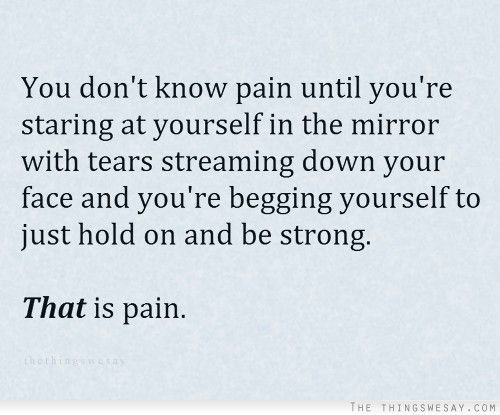 You don't know pain until you're
staring at yourself in the mirror
with tears streaming down your
face and you're begging yourself to
just hold on and be strong.
That is pain.
thethingswesay
THE THINGSWESAY.COM